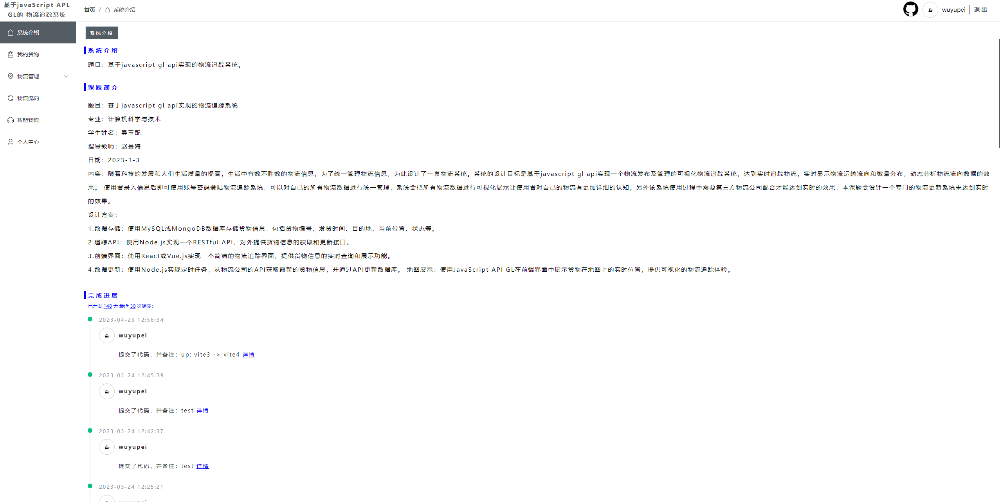 基于javaScript APL
GL的 物流追踪系统
首页 / 系统介绍
wuyupei 退出
系统介绍
我的货物
物流管理
物流流向
智能物流
个人中心
系统介绍
系统介绍
题目：基于javascript gl api实现的物流追踪系统。
课题简介
题目：基于javascript gl api实现的物流追踪系统
专业：计算机科学与技术
学生姓名：吴玉配
指导教师：赵景海
日期：2023-1-3
内容：随着科技的发展和人们生活质量的提高，生活中有数不胜数的物流信息，为了统一管理物流信息，为此设计了一套物流系统。系统的设计目标是基于javascript gl api实现一个物流发布及管理的可视化物流追踪系统，达到实时追踪物流，实时显示物流运输流向和数量分布，动态分析物流流向数据的效
果。 使用者录入信息后即可使用账号密码登陆物流追踪系统，可以对自己的所有物流数据进行统一管理，系统会把所有物流数据进行可视化展示让使用者对自己的物流有更加详细的认知。另外该系统使用过程中需要第三方物流公司配合才能达到实时的效果，本课题会设计一个专门的物流更新系统来达到实时
的效果。
设计方案：
1.数据存储：使用MySQL或MongoDB数据库存储货物信息，包括货物编号、发货时间、目的地、当前位置、状态等。
2.追踪API：使用Node.js实现一个RESTful API，对外提供货物信息的获取和更新接口。
3.前端界面：使用React或Vue.js实现一个简洁的物流追踪界面，提供货物信息的实时查询和展示功能。
4.数据更新：使用Node.js实现定时任务，从物流公司的API获取最新的货物信息，并通过API更新数据库。 地图展示：使用JavaScript API GL在前端界面中展示货物在地图上的实时位置，提供可视化的物流追踪体验。
完成进度
已开发 148 天 最近 30 次提交：
2023-04-23 12:56:34
wuyupei
提交了代码，并备注：up: vite3 -> vite4 详情
2023-03-24 12:45:39
wuyupei
提交了代码，并备注：test 详情
2023-03-24 12:42:37
wuyupei
提交了代码，并备注：test 详情
2023-03-24 12:25:21